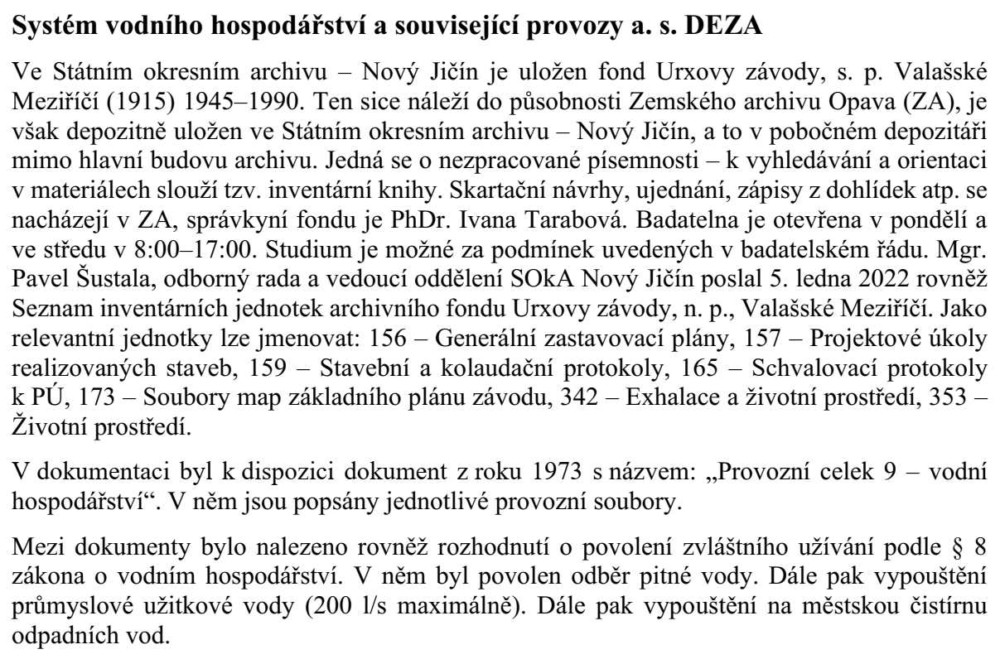 Systém vodního hospodářství a související provozy a. s. DEZA
Ve Státním okresním archivu – Nový Jičín je uložen fond Urxovy závody, s. p. Valašské
Meziříčí (1915) 1945–1990. Ten sice náleží do působnosti Zemského archivu Opava (ZA), je
však depozitně uložen ve Státním okresním archivu – Nový Jičín, a to v pobočném depozitáři
mimo hlavní budovu archivu. Jedná se o nezpracované písemnosti – k vyhledávání a orientaci
v materiálech slouží tzv. inventární knihy. Skartační návrhy, ujednání, zápisy z dohlídek atp. se
nacházejí v ZA, správkyní fondu je PhDr. Ivana Tarabová. Badatelna je otevřena v pondělí a
ve středu v 8:00–17:00. Studium je možné za podmínek uvedených v badatelském řádu. Mgr.
Pavel Šustala, odborný rada a vedoucí oddělení SOkA Nový Jičín poslal 5. ledna 2022 rovněž
Seznam inventárních jednotek archivního fondu Urxovy závody, n. p., Valašské Meziříčí. Jako
relevantní jednotky lze jmenovat: 156 – Generální zastavovací plány, 157 – Projektové úkoly
realizovaných staveb, 159 – Stavební a kolaudační protokoly, 165 – Schvalovací protokoly
k PÚ, 173 – Soubory map základního plánu závodu, 342 – Exhalace a životní prostředí, 353 –
Životní prostředí.
V dokumentaci byl k dispozici dokument z roku 1973 s názvem: „Provozní celek 9 – vodní
hospodářství“. V něm jsou popsány jednotlivé provozní soubory.
Mezi dokumenty bylo nalezeno rovněž rozhodnutí o povolení zvláštního užívání podle § 8
zákona o vodním hospodářství. V něm byl povolen odběr pitné vody. Dále pak vypouštění
průmyslové užitkové vody (200 l/s maximálně). Dále pak vypouštění na městskou čistírnu
odpadních vod.